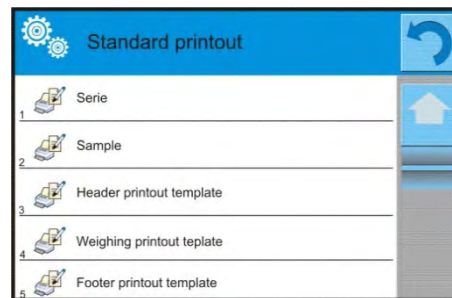 Standard printout
1 Serie
2 Sample
3 Header printout template
4 Weighing printout teplate
5 Footer printout template